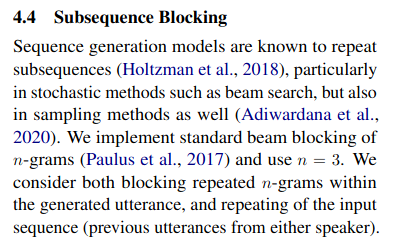 4.4 Subsequence Blocking
Sequence generation models are known to repeat
subsequences (Holtzman et al., 2018), particularly
in stochastic methods such as beam search, but also
in sampling methods as well (Adiwardana et al.,
2020). We implement standard beam blocking of
n-grams (Paulus et al., 2017) and use n = 3. We
consider both blocking repeated n-grams within
the generated utterance, and repeating of the input
sequence (previous utterances from either speaker).